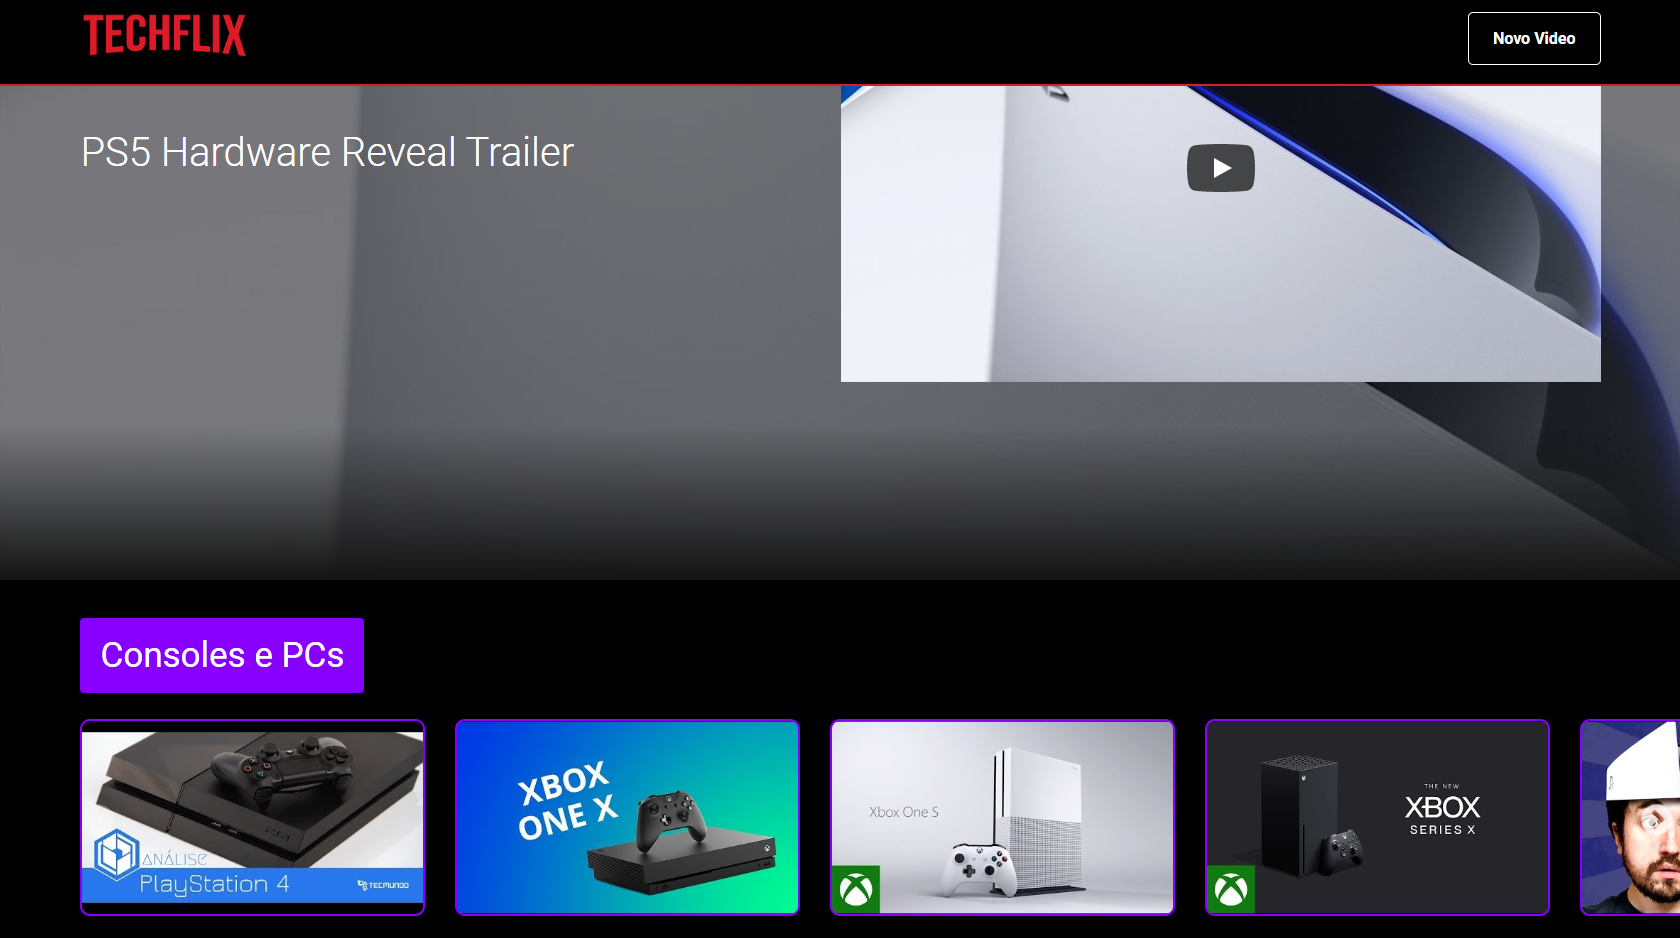 TECHFLIX
Novo Video
PS5 Hardware Reveal Trailer
Consoles e PCs
PS4
ANÁLISE
PlayStation 4
TECMUNDO
XBOX
ONE X
Xbox One S
THE NEW
XBOX
SERIES X